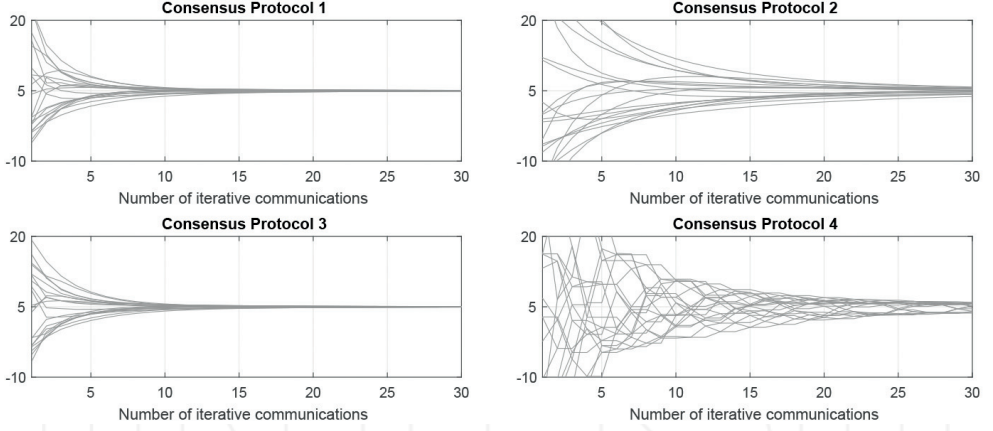 Consensus Protocol 1
20
5
-10
5 10 15 20 25 30
Number of iterative communications
Consensus Protocol 2
20
5
-10
5 10 15 20 25 30
Number of iterative communications
Consensus Protocol 3
20
5
-10
5 10 15 20 25 30
Number of iterative communications
Consensus Protocol 4
20
5
-10
5 10 15 20 25 30
Number of iterative communications